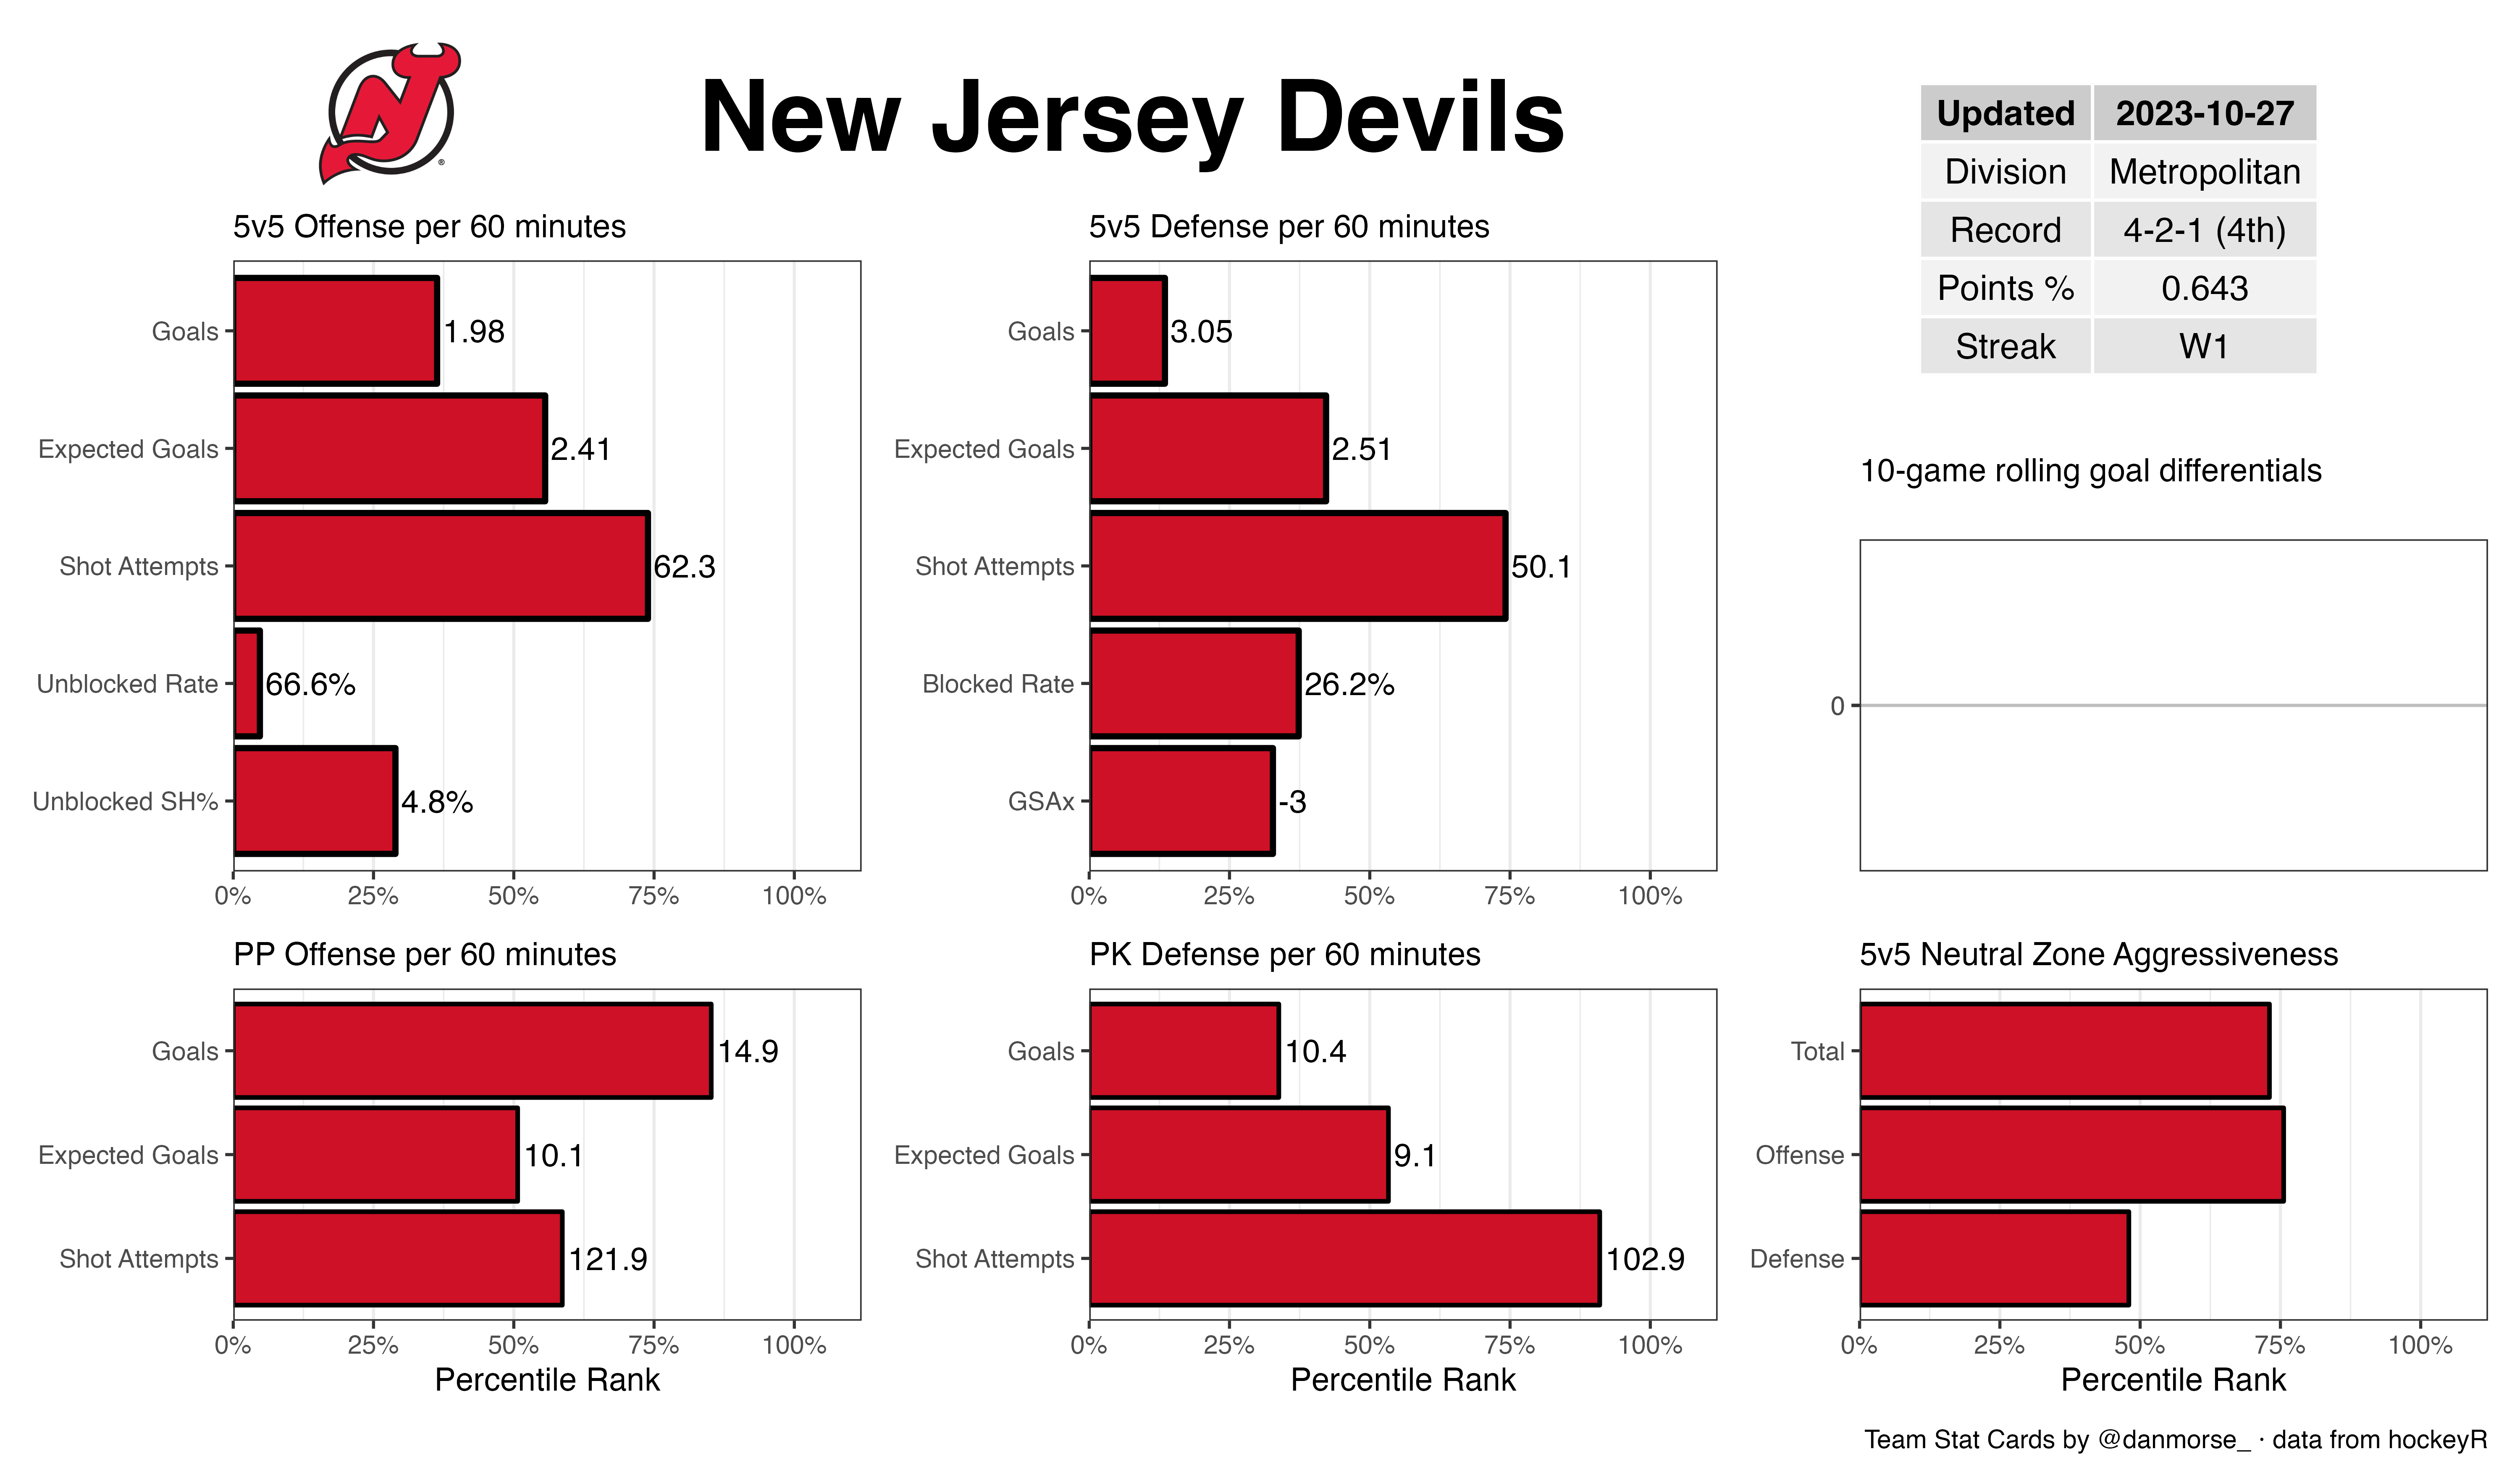 New Jersey Devils
Updated 2023-10-27
Division Metropolitan
Record 4-2-1 (4th)
Points % 0.643
Streak W1
5v5 Offense per 60 minutes
Goals 1.98
Expected Goals 2.41
Shot Attempts 62.3
Unblocked Rate 66.6%
Unblocked SH% 4.8%
0% 25% 50% 75% 100%
5v5 Defense per 60 minutes
Goals 3.05
Expected Goals 2.51
Shot Attempts 50.1
Blocked Rate 26.2%
GSAx -3
0% 25% 50% 75% 100%
10-game rolling goal differentials
0
PP Offense per 60 minutes
Goals 14.9
Expected Goals 10.1
Shot Attempts 121.9
0% 25% 50% 75% 100%
Percentile Rank
PK Defense per 60 minutes
Goals 10.4
Expected Goals 9.1
Shot Attempts 102.9
0% 25% 50% 75% 100%
Percentile Rank
5v5 Neutral Zone Aggressiveness
Total
Offense
Defense
0% 25% 50% 75% 100%
Percentile Rank
Team Stat Cards by @danmorse_ · data from hockeyR